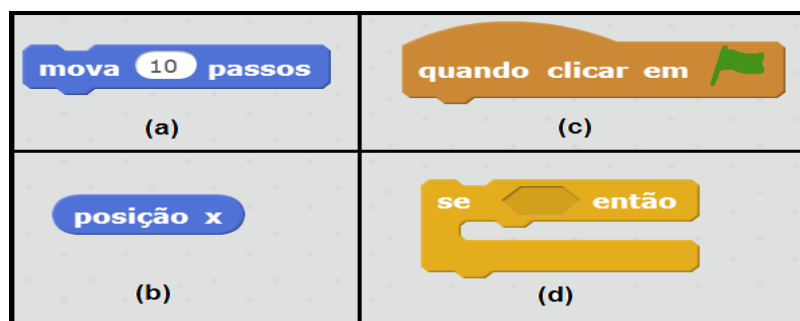 mova 10 passos
(a)
quando clicar em
(c)
posição x
(b)
se então
(d)